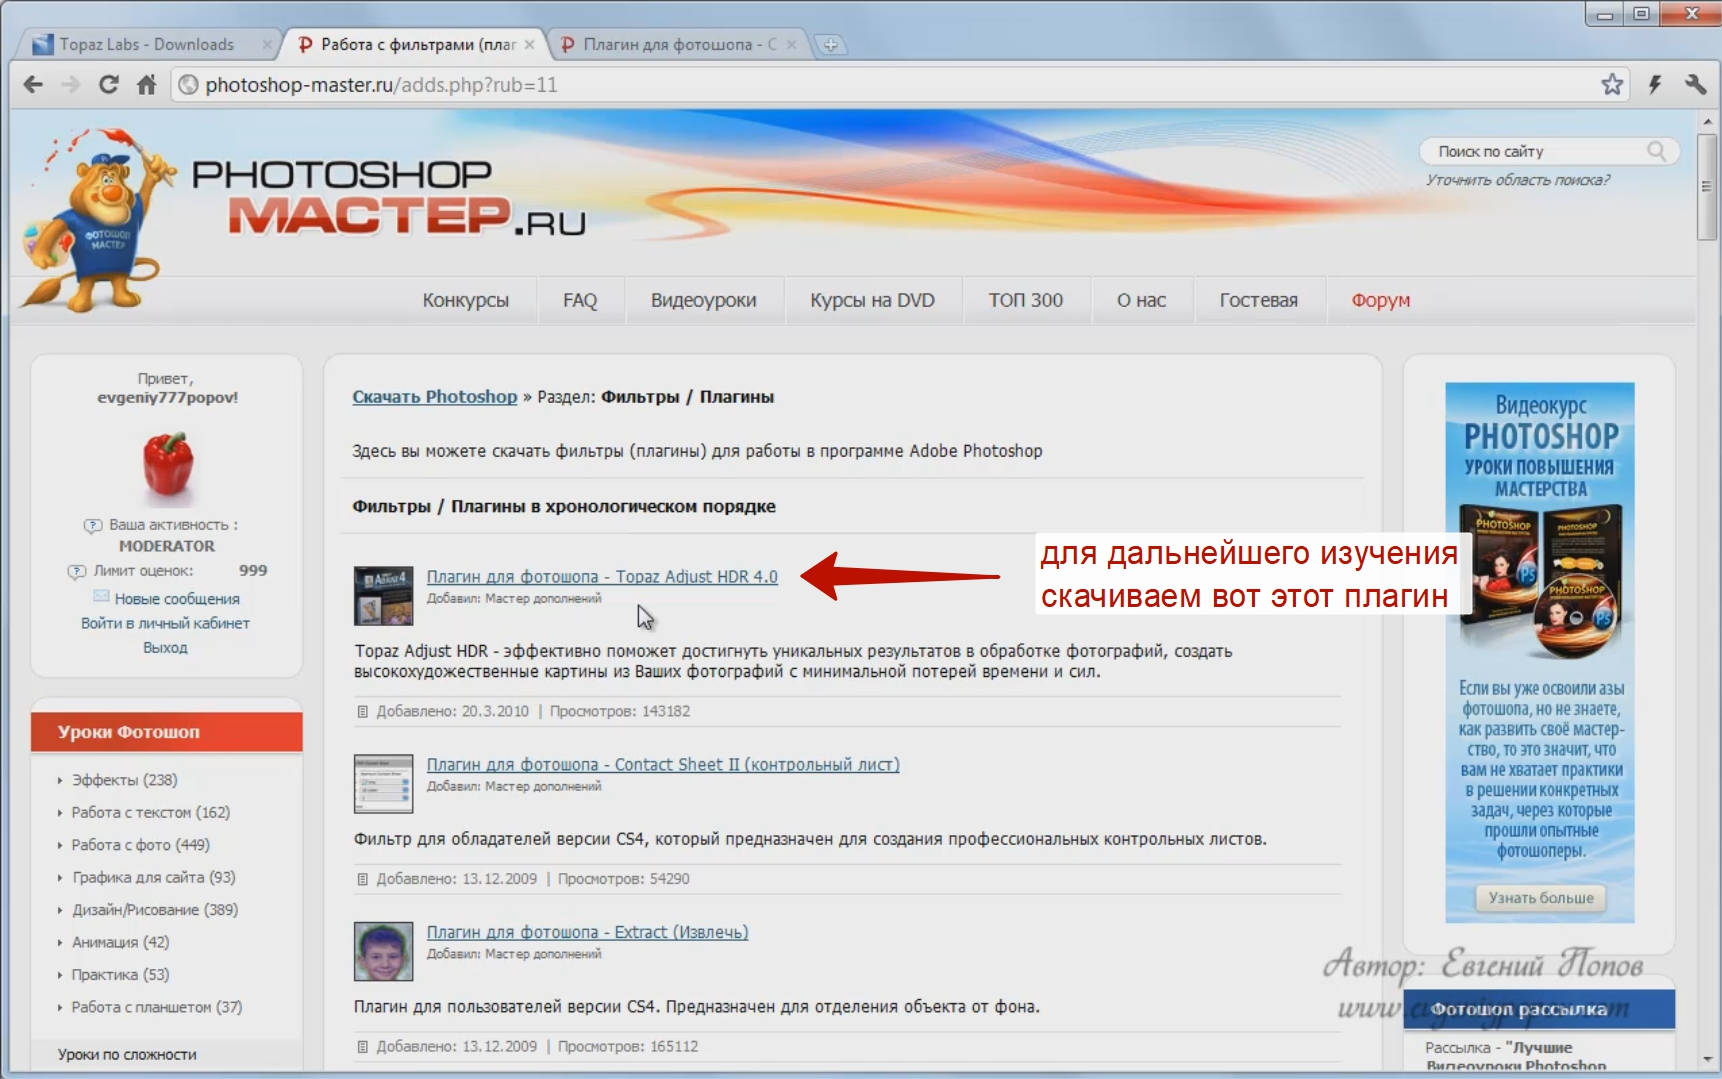 Topaz Labs - Downloads
Работа с фильтрами (плаг
Плагин для фотошопа - С
photoshop-master.ru/adds.php?rub=11
ФОТОШОП
МАСТЕР
PHOTOSHOP
МАСТЕР.RU
Поиск по сайту
Уточнить область поиска?
Конкурсы
FAQ
Видеоуроки
Курсы на DVD
ТОП 300
О нас
Гостевая
Форум
Привет,
evgeniy777popov!
Ваша активность :
MODERATOR
Лимит оценок: 999
Новые сообщения
Войти в личный кабинет
Выход
Уроки Фотошоп
Эффекты (238)
Работа с текстом (162)
Работа с фото (449)
Графика для сайта (93)
Дизайн/Рисование (389)
Анимация (42)
Практика (53)
Работа с планшетом (37)
Уроки по сложности
Скачать Photoshop » Раздел: Фильтры / Плагины
Здесь вы можете скачать фильтры (плагины) для работы в программе Adobe Photoshop
Фильтры / Плагины в хронологическом порядке
Плагин для фотошопа - Topaz Adjust HDR 4.0
Добавил: Мастер дополнений
для дальнейшего изучения
скачиваем вот этот плагин
Topaz Adjust HDR - эффективно поможет достигнуть уникальных результатов в обработке фотографий, создать
высокохудожественные картины из Ваших фотографий с минимальной потерей времени и сил.
Добавлено: 20.3.2010 | Просмотров: 143182
Плагин для фотошопа - Contact Sheet II (контрольный лист)
Добавил: Мастер дополнений
Фильтр для обладателей версии CS4, который предназначен для создания профессиональных контрольных листов.
Добавлено: 13.12.2009 | Просмотров: 54290
Плагин для фотошопа - Extract (Извлечь)
Добавил: Мастер дополнений
Плагин для пользователей версии CS4. Предназначен для отделения объекта от фона.
Добавлено: 13.12.2009 | Просмотров: 165112
Видеокурс
PHOTOSHOP
УРОКИ ПОВЫШЕНИЯ
МАСТЕРСТВА
PHOTOSHOP
PHOTOSHOP
PHOTOSHOP
Ps
Ps
Если вы уже освоили азы
фотошопа, но не знаете,
как развить своё мастер-
ство, то это значит, что
вам не хватает практики
в решении конкретных
задач, через которые
прошли опытные
фотошоперы.
Узнать больше
Автор: Евгений Попов
Фотошоп рассылка
Рассылка - "Лучшие
Видеоуроки Photoshop